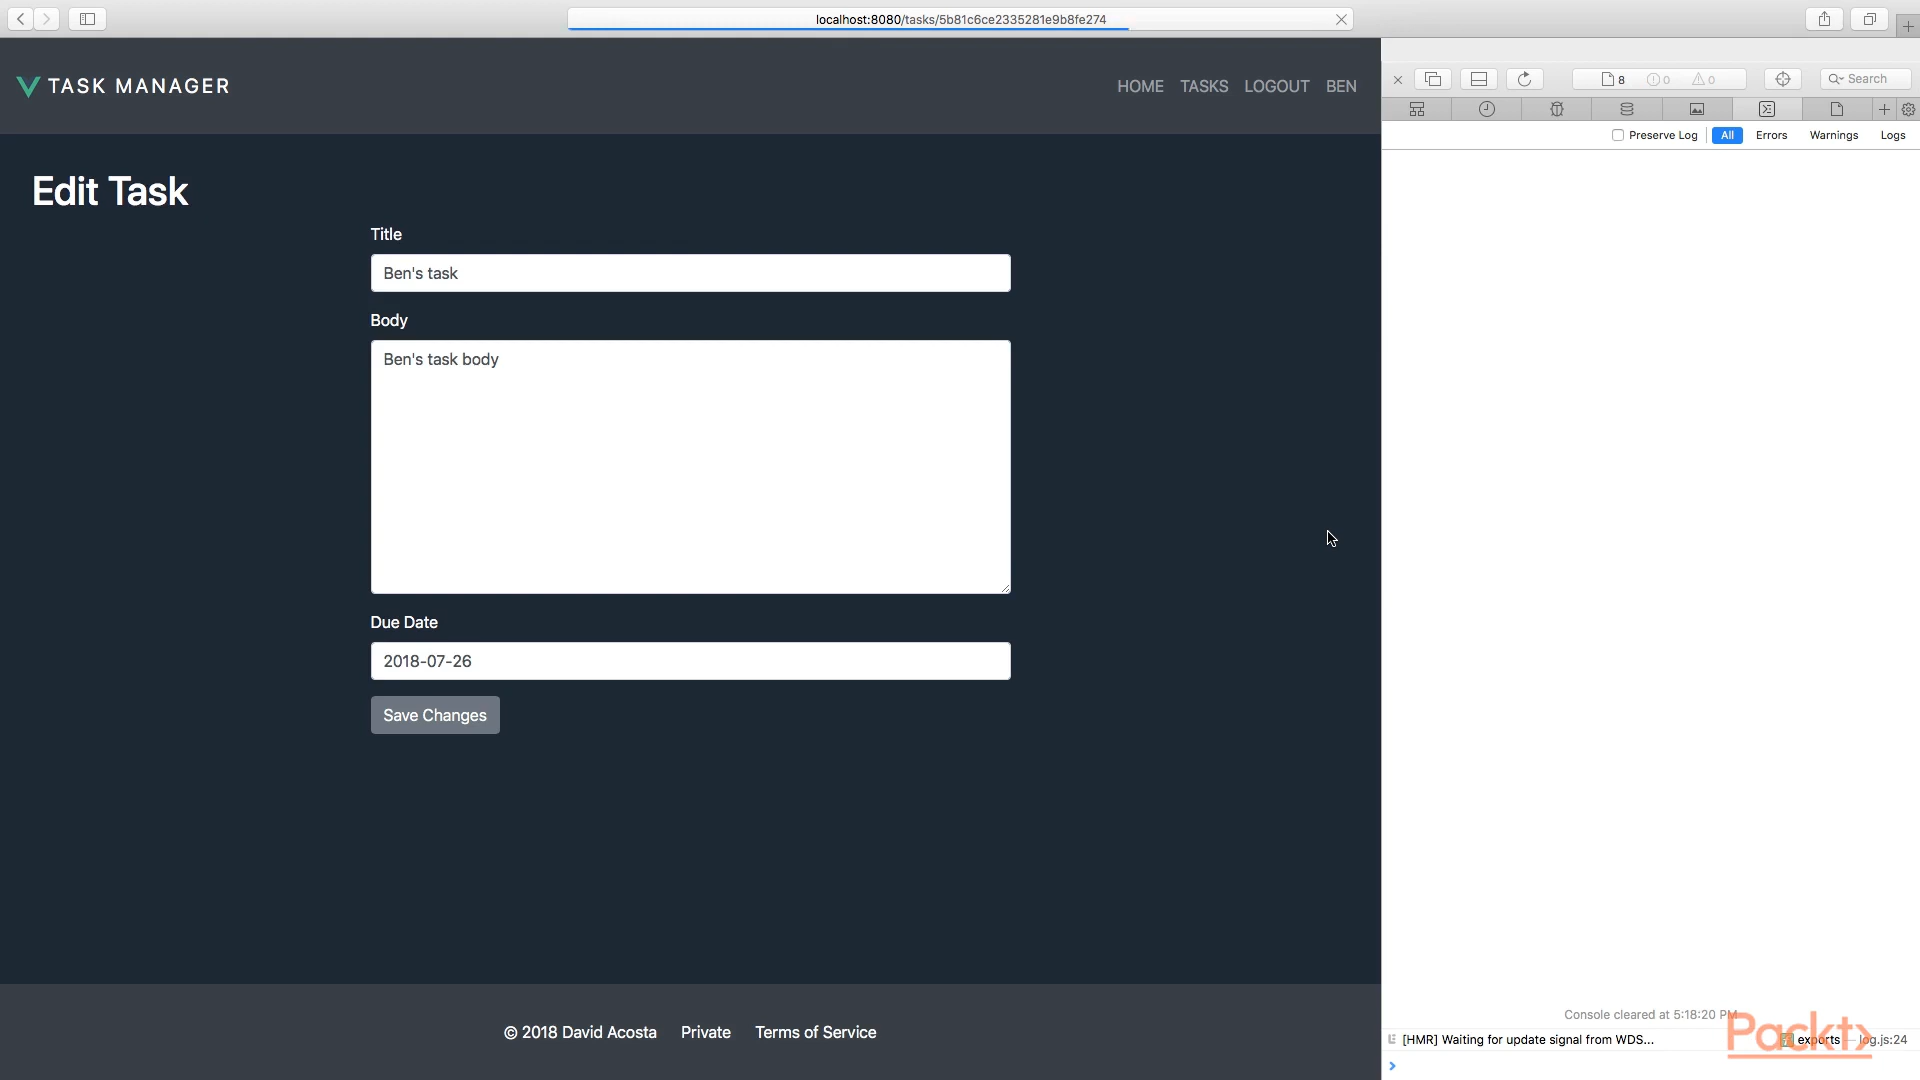 localhost:8080/tasks/5b81c6ce2335281e9b8fe274
TASK MANAGER
HOME TASKS LOGOUT BEN
8 0 0 Search
Preserve Log All Errors Warnings Logs
Edit Task
Title
Ben's task
Body
Ben's task body
Due Date
2018-07-26
Save Changes
© 2018 David Acosta Private Terms of Service
Console cleared at 5:18:20 PM
[HMR] Waiting for update signal from WDS... exports — log.js:24
Packt